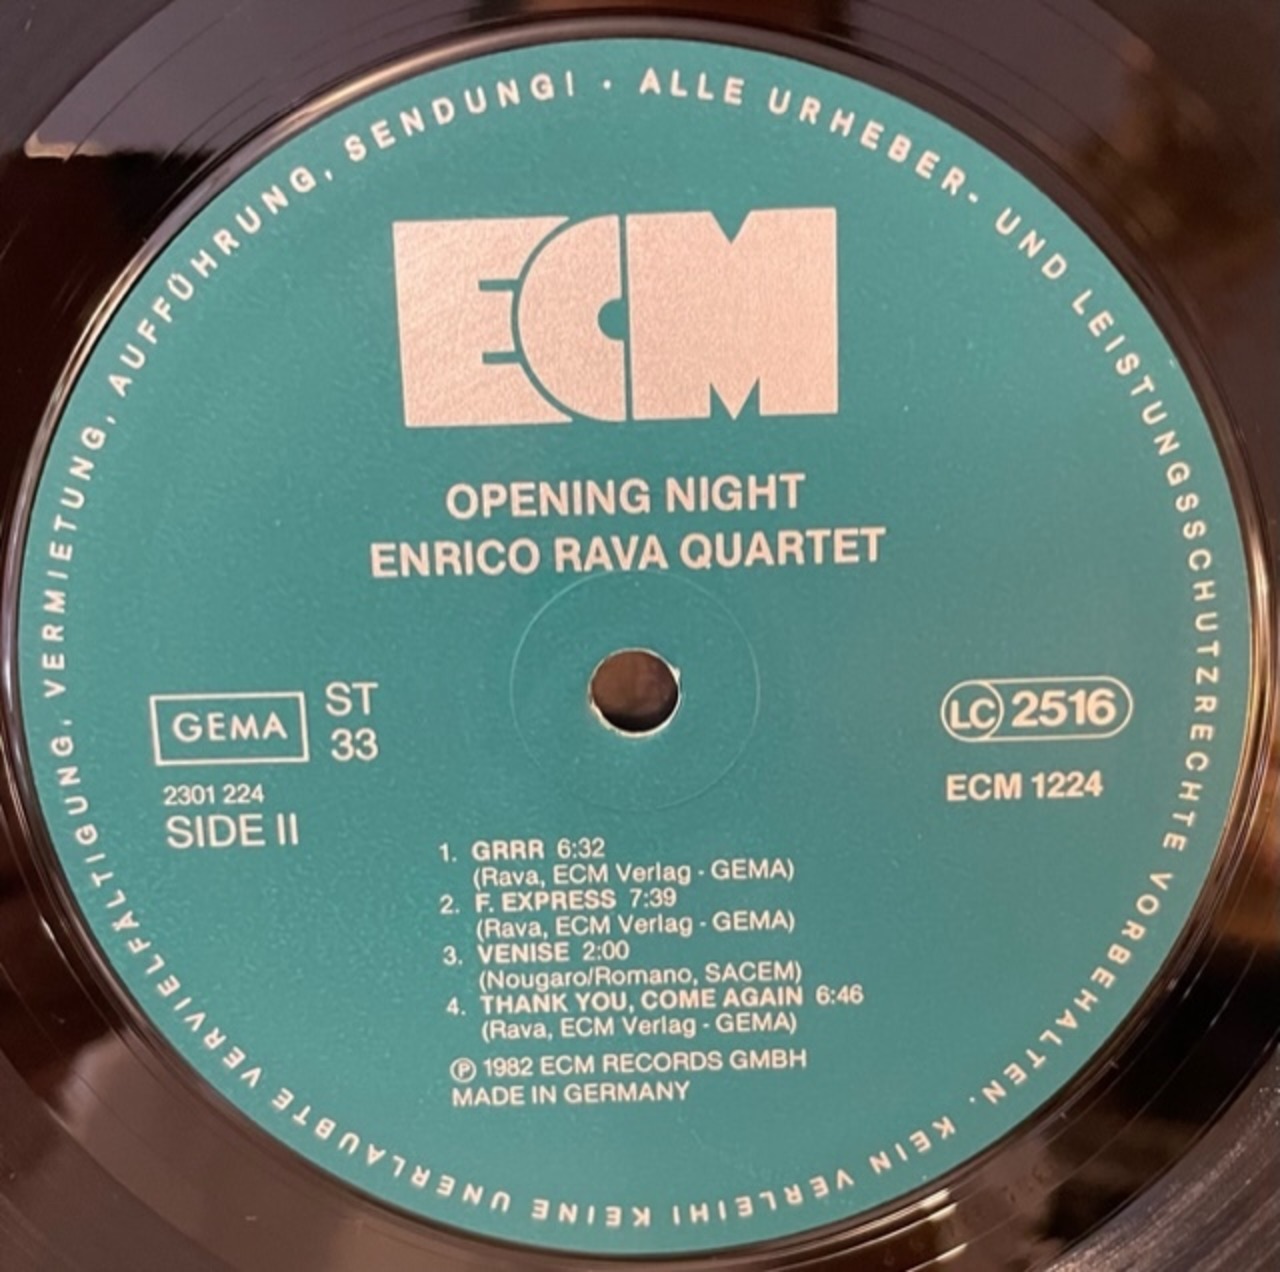 ALLE URHEBER- UND LEISTUNGSSCHUTZRECHTE VORBEHALTEN. KEIN VERLEIH! KEINE UNERLAUBTE VERVIELFÄLTIGUNG, VERMIETUNG, AUFFÜHRUNG, SENDUNG! ·
ECM
OPENING NIGHT
ENRICO RAVA QUARTET
GEMA
ST
33
LC 2516
2301 224
SIDE II
ECM 1224
1. GRRR 6:32
(Rava, ECM Verlag - GEMA)
2. F. EXPRESS 7:39
(Rava, ECM Verlag - GEMA)
3. VENISE 2:00
(Nougaro/Romano, SACEM)
4. THANK YOU, COME AGAIN 6:46
(Rava, ECM Verlag - GEMA)
℗ 1982 ECM RECORDS GMBH
MADE IN GERMANY